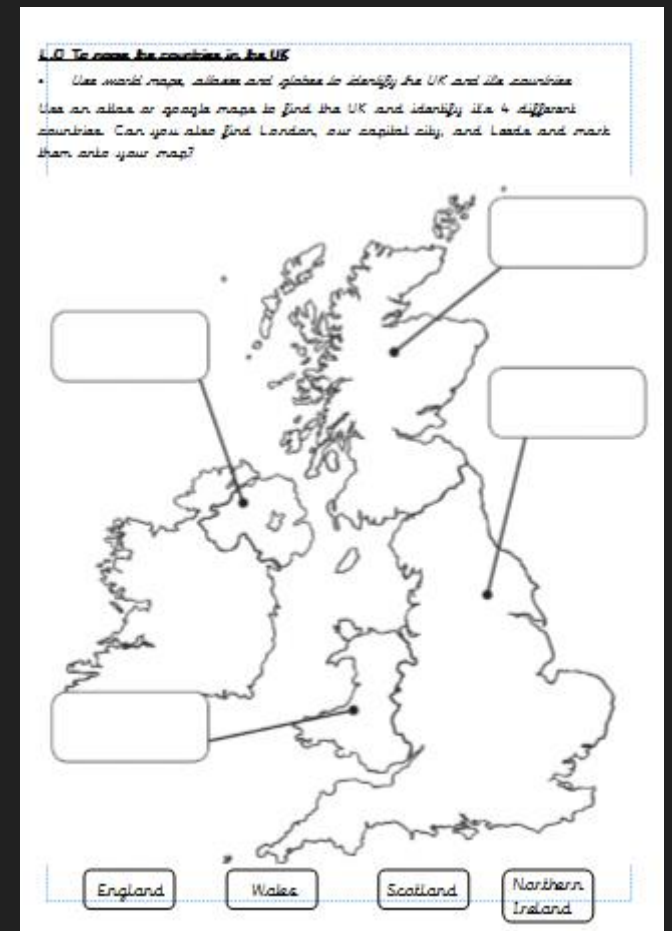 L.O To name the countries in the UK
• Use world maps, atlases and globes to identify the UK and its countries
Use an atlas or google maps to find the UK and identify it's 4 different
countries. Can you also find London, our capital city, and Leeds and mark
them onto your map?
England
Wales
Scotland
Northern
Ireland